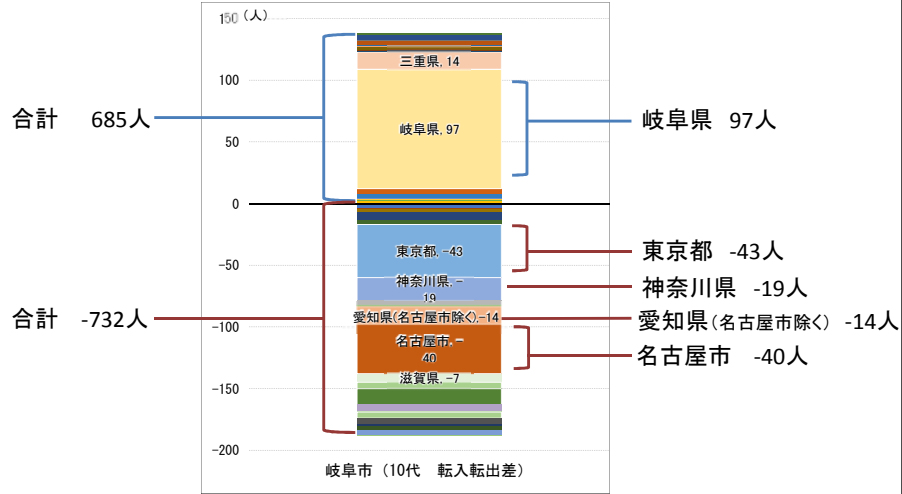 150 (人)
100
50
0
-50
-100
-150
-200
三重県, 14
岐阜県, 97
東京都, -43
神奈川県, -
19
愛知県(名古屋市除く), -14
名古屋市, -
40
滋賀県, -7
岐阜市（10代　転入転出差）
合計　685人
合計　-732人
岐阜県　97人
東京都　-43人
神奈川県　-19人
愛知県(名古屋市除く) -14人
名古屋市　-40人